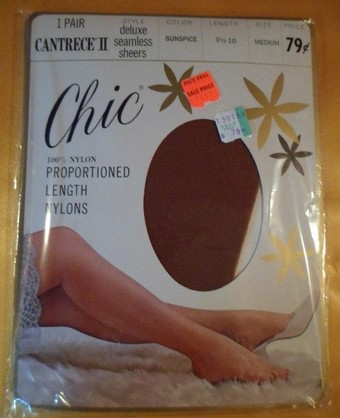 1 PAIR STYLE COLOR LENGTH SIZE PRICE
CANTRECE II deluxe seamless sheers SUNSPICE 9½-10 MEDIUM 79¢
SALE PRICE
Chic®
100% NYLON
PROPORTIONED
LENGTH
NYLONS